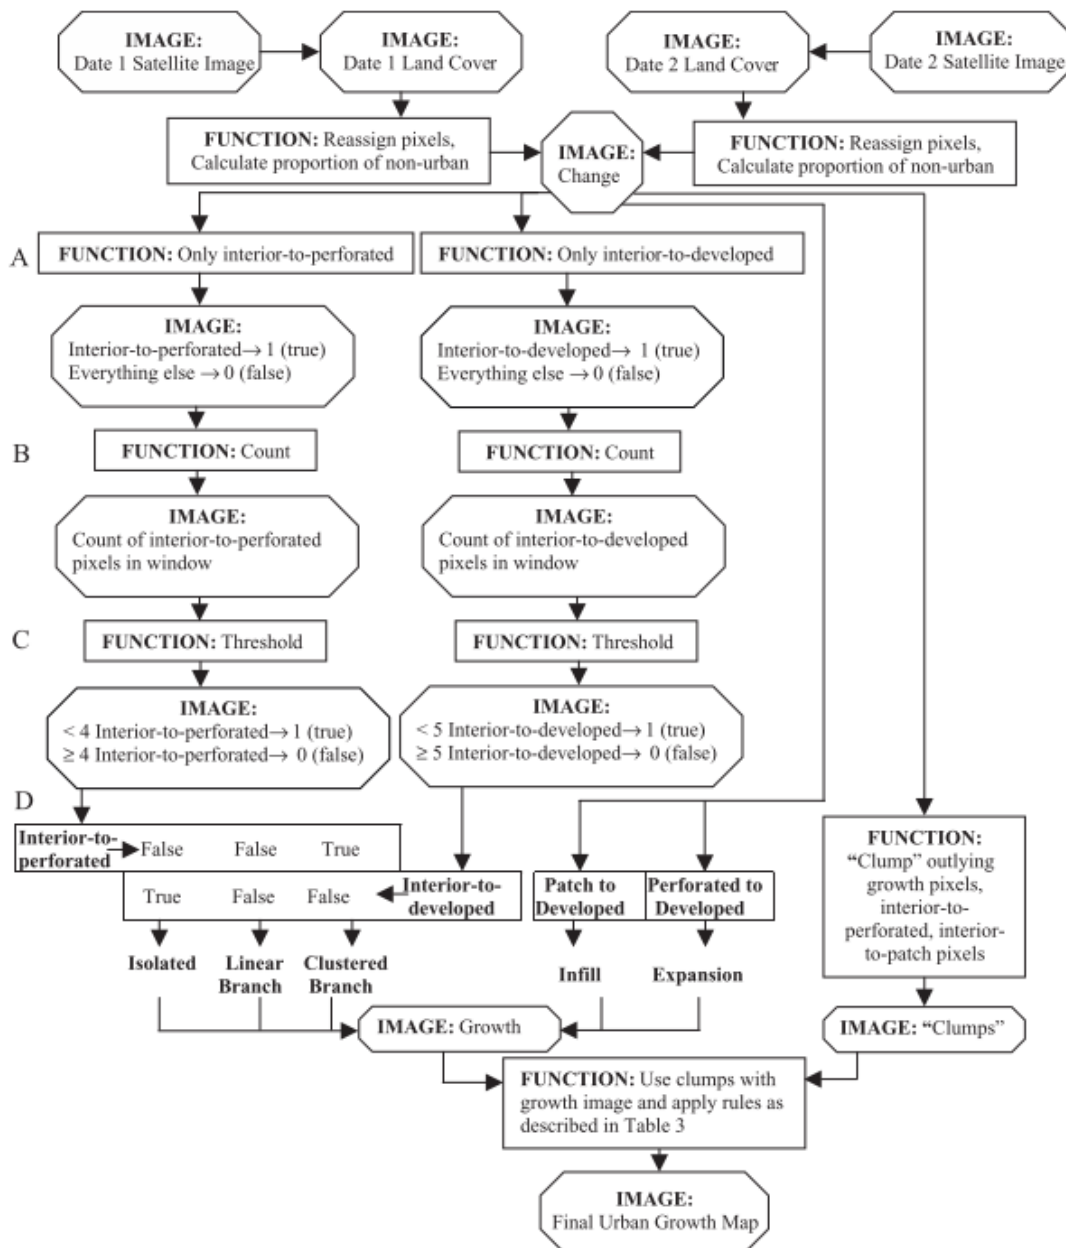 IMAGE:
Date 1 Satellite Image
IMAGE:
Date 1 Land Cover
IMAGE:
Date 2 Land Cover
IMAGE:
Date 2 Satellite Image
FUNCTION: Reassign pixels,
Calculate proportion of non-urban
IMAGE:
Change
FUNCTION: Reassign pixels,
Calculate proportion of non-urban
A
FUNCTION: Only interior-to-perforated
FUNCTION: Only interior-to-developed
IMAGE:
Interior-to-perforated→ 1 (true)
Everything else → 0 (false)
IMAGE:
Interior-to-developed→ 1 (true)
Everything else → 0 (false)
B
FUNCTION: Count
FUNCTION: Count
IMAGE:
Count of interior-to-perforated
pixels in window
IMAGE:
Count of interior-to-developed
pixels in window
C
FUNCTION: Threshold
FUNCTION: Threshold
IMAGE:
< 4 Interior-to-perforated→ 1 (true)
≥ 4 Interior-to-perforated→ 0 (false)
IMAGE:
< 5 Interior-to-developed→ 1 (true)
≥ 5 Interior-to-developed→ 0 (false)
D
Interior-to-
perforated
False False True
True False False
Interior-to-
developed
Patch to
Developed
Perforated to
Developed
FUNCTION:
“Clump” outlying
growth pixels,
interior-to-
perforated, interior-
to-patch pixels
Isolated
Linear
Branch
Clustered
Branch
Infill
Expansion
IMAGE: Growth
IMAGE: “Clumps”
FUNCTION: Use clumps with
growth image and apply rules as
described in Table 3
IMAGE:
Final Urban Growth Map